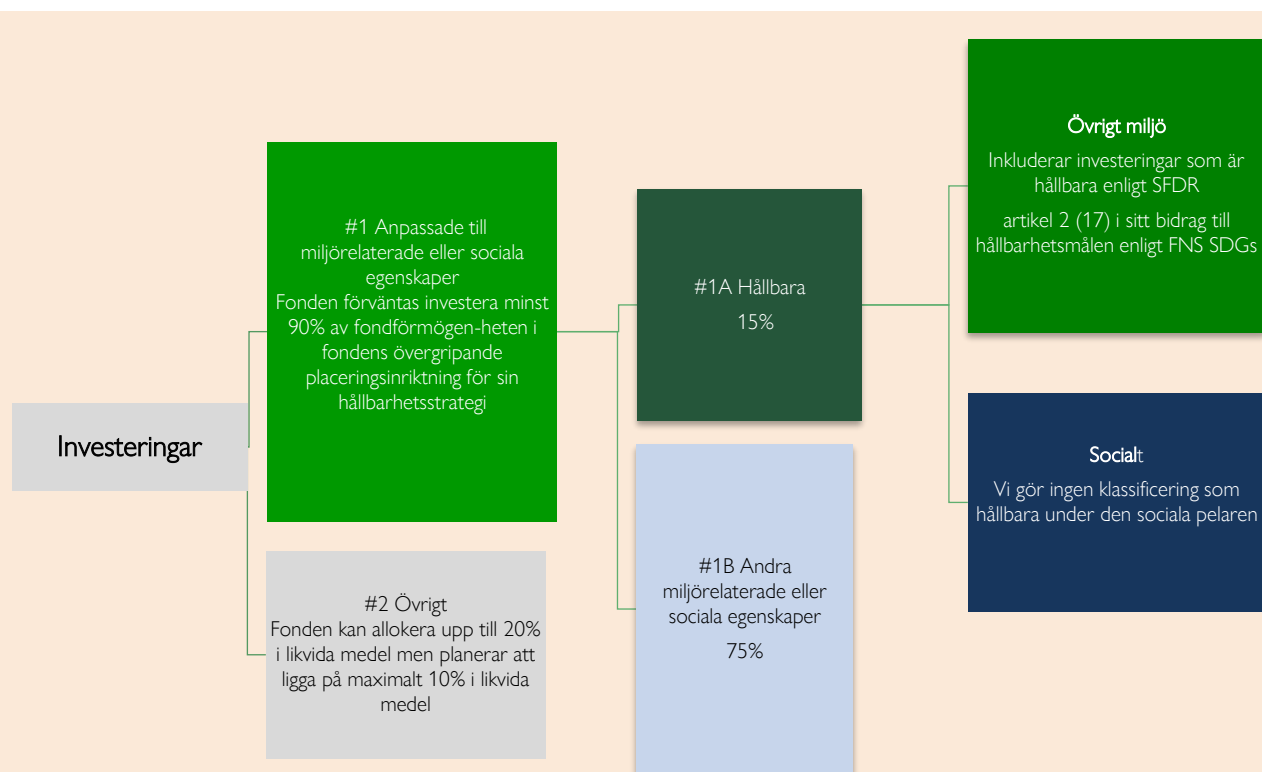 Investeringar
#1 Anpassade till
miljörelaterade eller sociala
egenskaper
Fonden förväntas investera minst
90% av fondförmögen-heten i
fondens övergripande
placeringsinriktning för sin
hållbarhetsstrategi
#2 Övrigt
Fonden kan allokera upp till 20%
i likvida medel men planerar att
ligga på maximalt 10% i likvida
medel
#1A Hållbara
15%
#1B Andra
miljörelaterade eller
sociala egenskaper
75%
Övrigt miljö
Inkluderar investeringar som är
hållbara enligt SFDR
artikel 2 (17) i sitt bidrag till
hållbarhetsmålen enligt FNS SDGs
Socialt
Vi gör ingen klassificering som
hållbara under den sociala pelaren